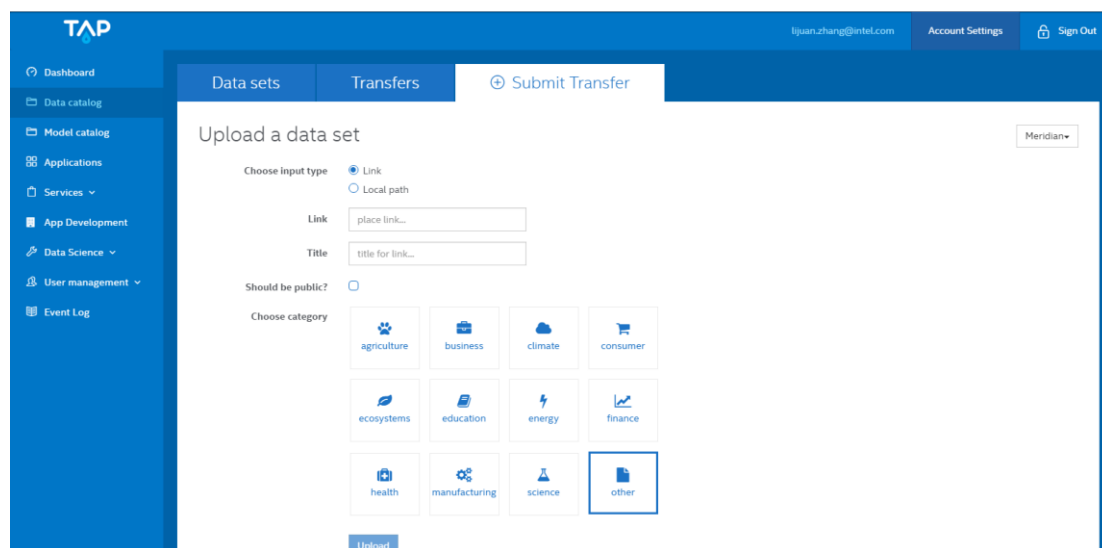 TAP
lijuan.zhang@intel.com
Account Settings
Sign Out
Dashboard
Data catalog
Model catalog
Applications
Services
App Development
Data Science
User management
Event Log
Data sets
Transfers
Submit Transfer
Upload a data set
Meridian
Choose input type
Link
Local path
Link
place link...
Title
title for link...
Should be public?
Choose category
agriculture
business
climate
consumer
ecosystems
education
energy
finance
health
manufacturing
science
other
Upload